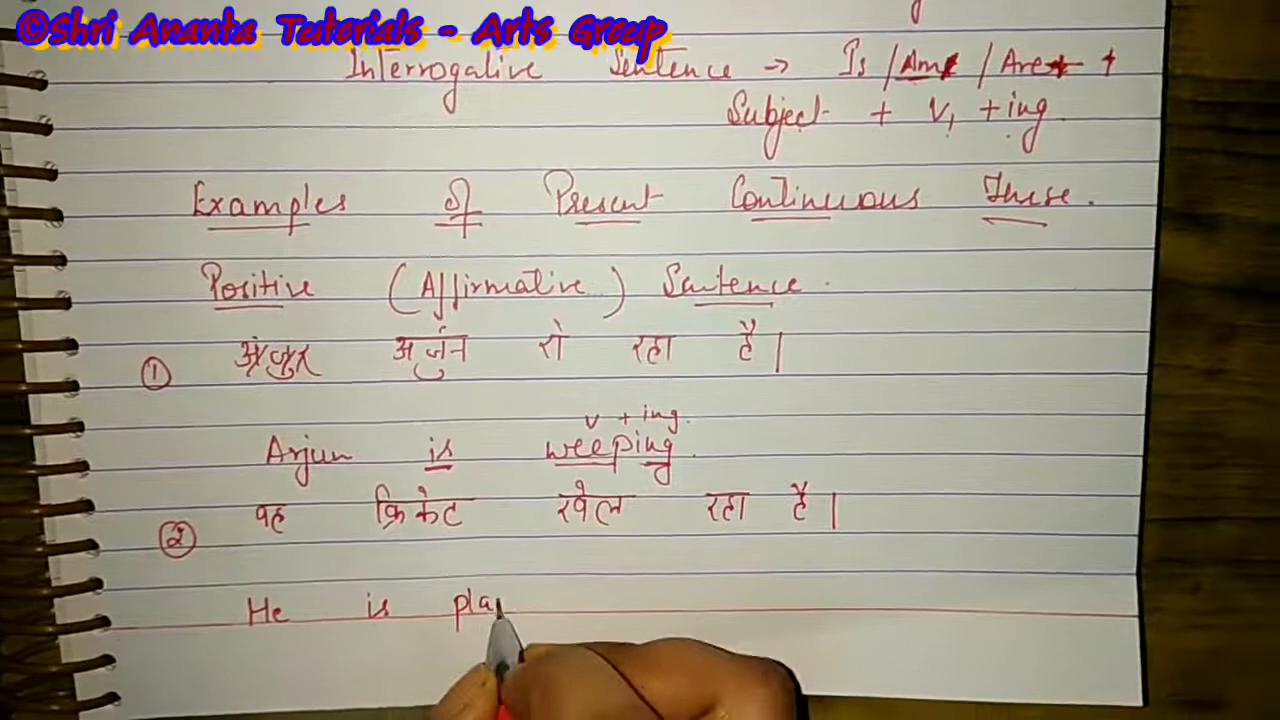 ©Shri Ananta Tutorials - Arts Group
Interrogative Sentence → Is / Am / Are +
Subject + V1 + ing
Examples of Present Continuous Tense.
Positive (Affirmative) Sentence.
① अर्जुन रो रहा है।
v + ing.
Arjun is weeping.
② वह क्रिकेट खेल रहा है।
He is pla